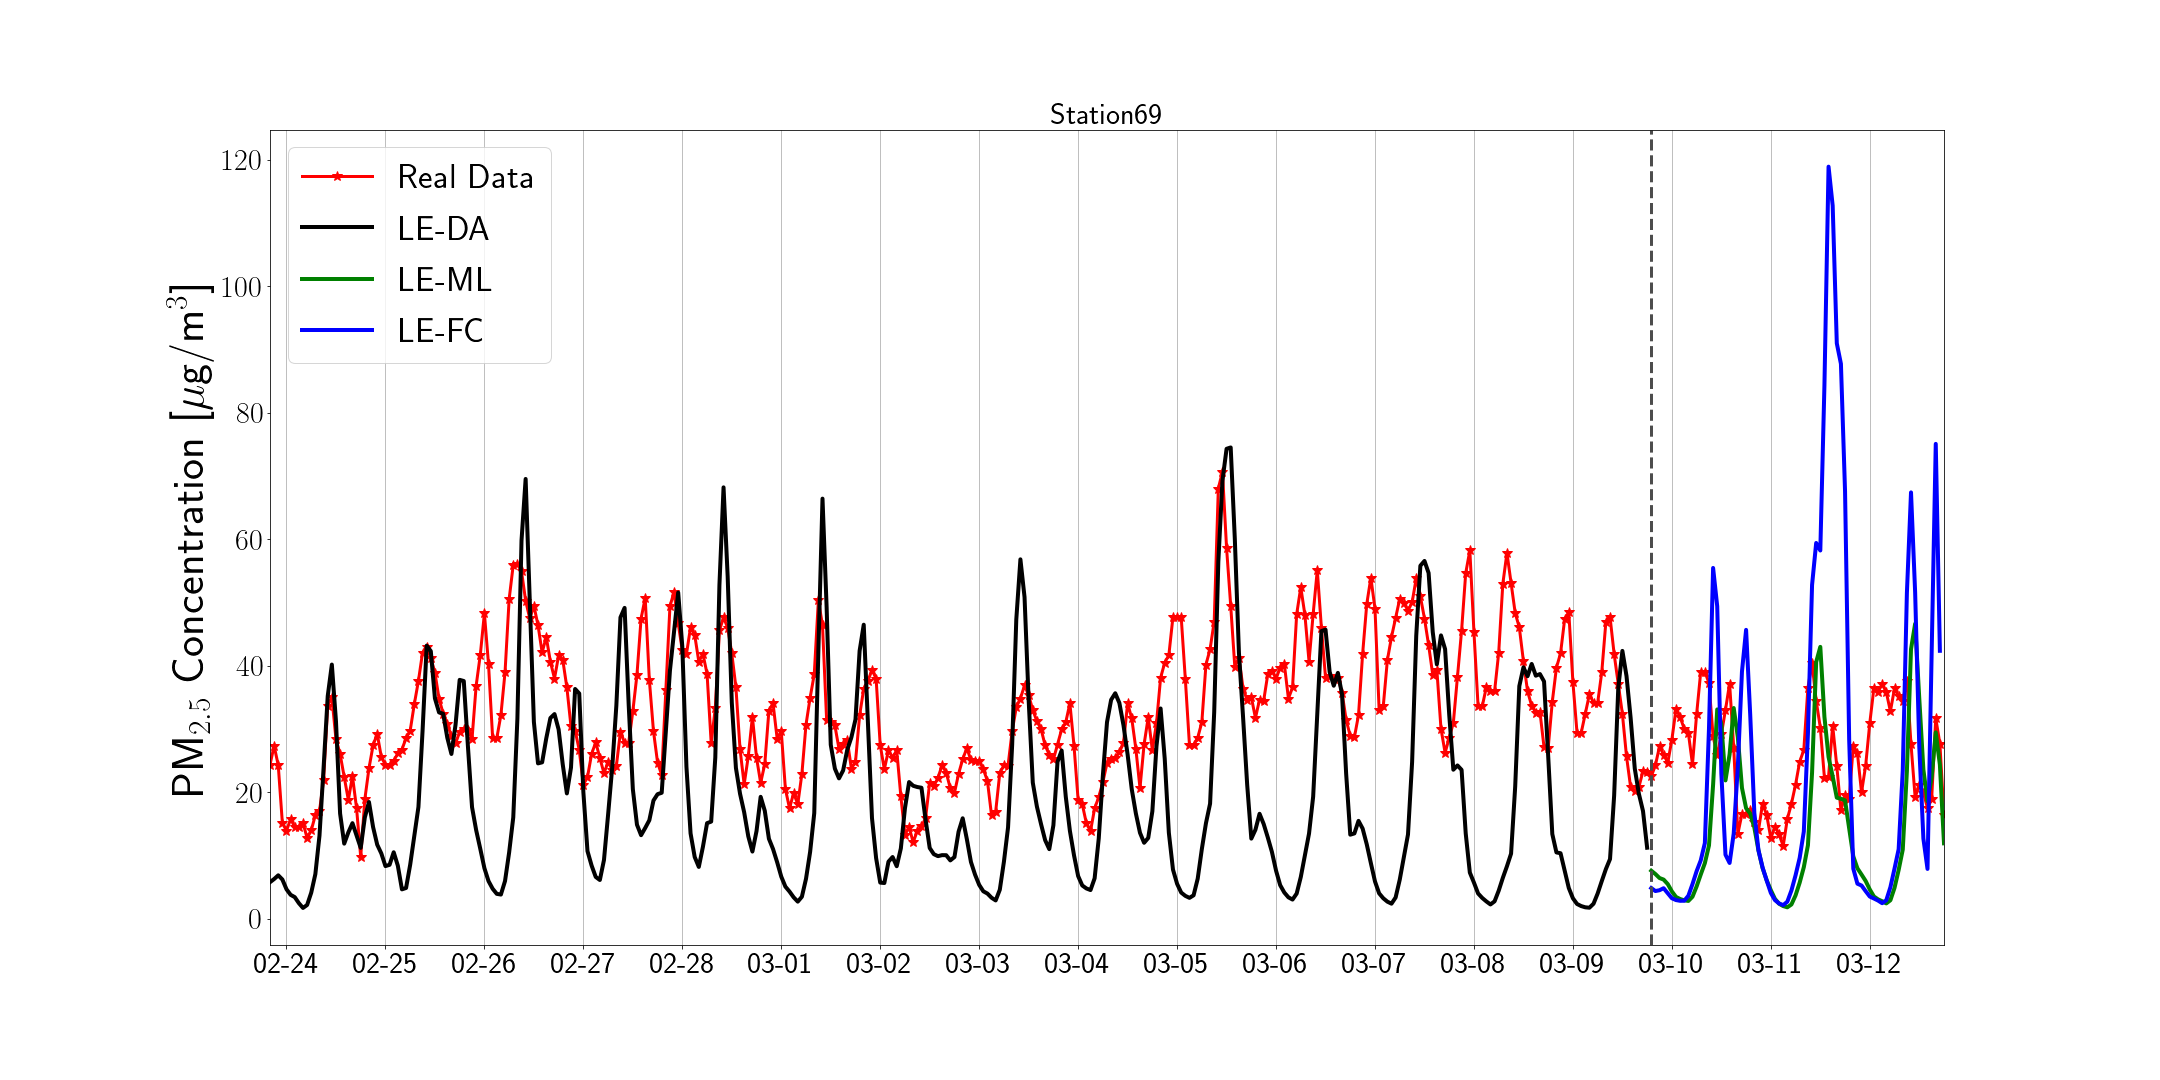 Station69
PM2.5 Concentration [μg/m³]
120
100
80
60
40
20
0
Real Data
LE-DA
LE-ML
LE-FC
02-24 02-25 02-26 02-27 02-28 03-01 03-02 03-03 03-04 03-05 03-06 03-07 03-08 03-09 03-10 03-11 03-12